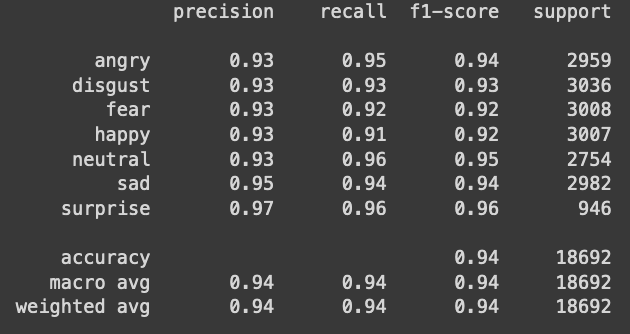 precision recall f1-score support
angry 0.93 0.95 0.94 2959
disgust 0.93 0.93 0.93 3036
fear 0.93 0.92 0.92 3008
happy 0.93 0.91 0.92 3007
neutral 0.93 0.96 0.95 2754
sad 0.95 0.94 0.94 2982
surprise 0.97 0.96 0.96 946
accuracy 0.94 18692
macro avg 0.94 0.94 0.94 18692
weighted avg 0.94 0.94 0.94 18692